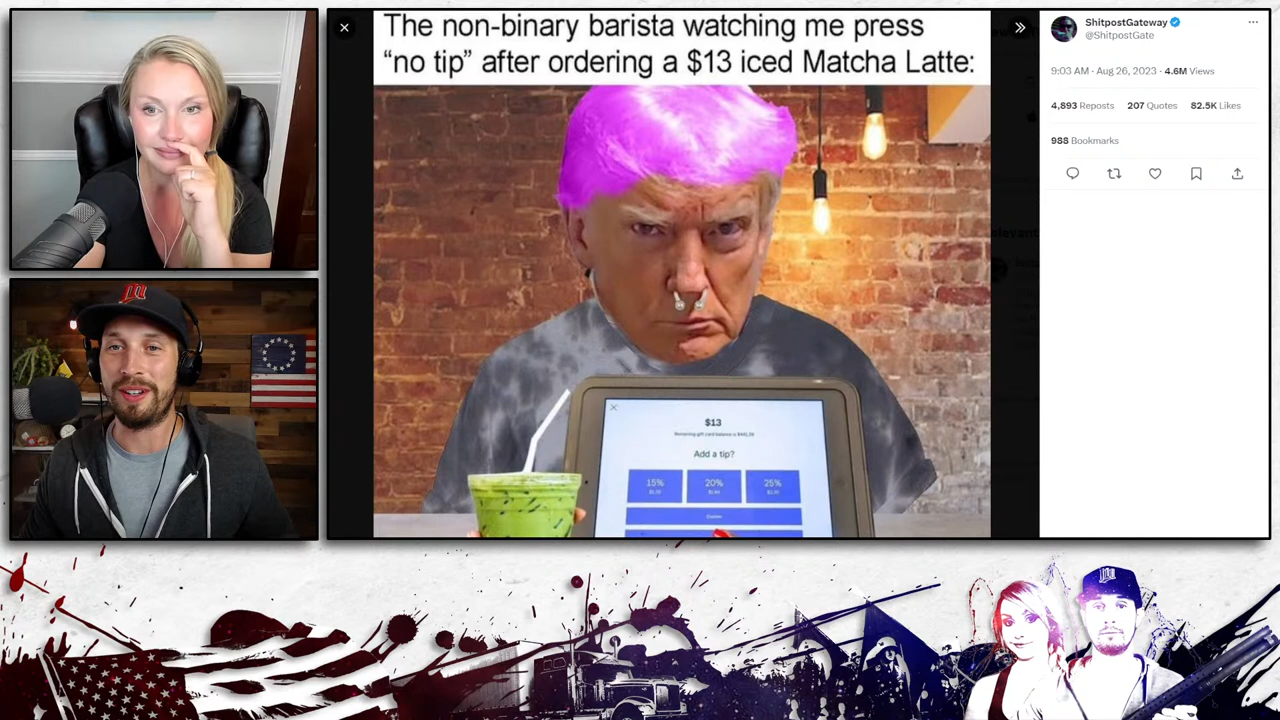 The non-binary barista watching me press
“no tip” after ordering a $13 iced Matcha Latte:
ShitpostGateway
@ShitpostGate
9:03 AM · Aug 26, 2023 · 4.6M Views
4,893 Reposts 207 Quotes 82.5K Likes
988 Bookmarks
$13
Add a tip?
15% 20% 25%
Custom